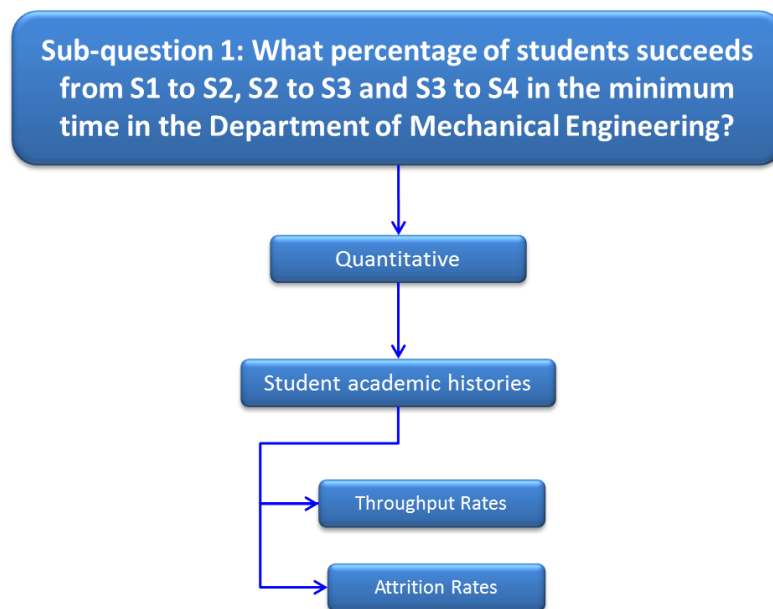 Sub-question 1: What percentage of students succeeds
from S1 to S2, S2 to S3 and S3 to S4 in the minimum
time in the Department of Mechanical Engineering?
Quantitative
Student academic histories
Throughput Rates
Attrition Rates